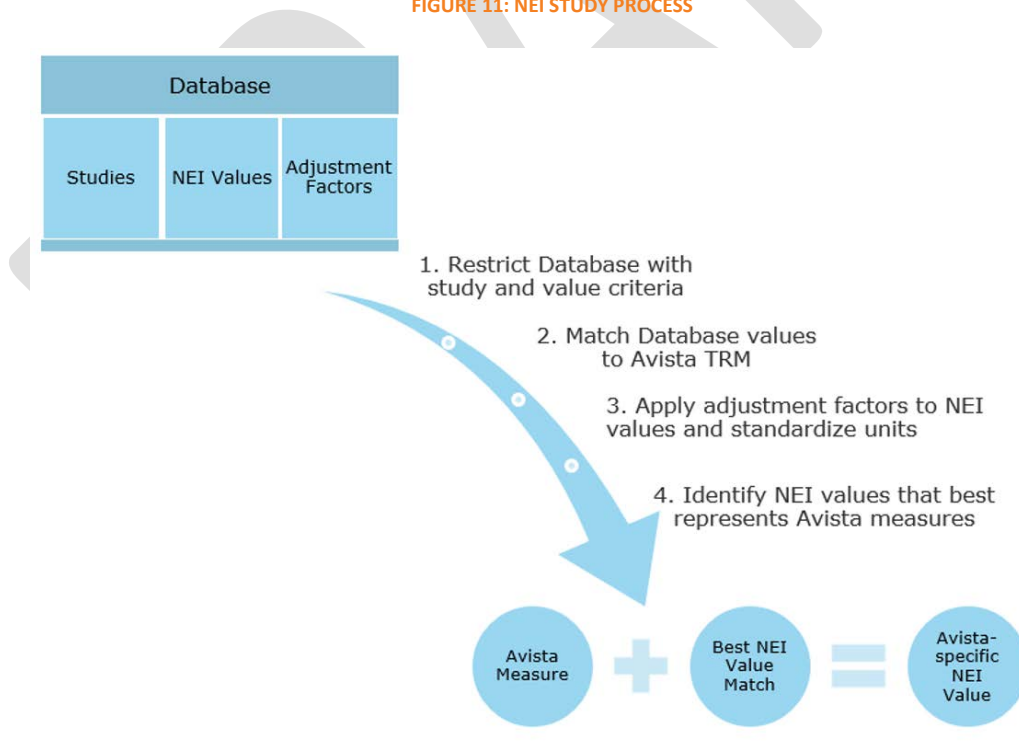 FIGURE 11: NEI STUDY PROCESS
Database
Studies
NEI Values
Adjustment
Factors
1. Restrict Database with
study and value criteria
2. Match Database values
to Avista TRM
3. Apply adjustment factors to NEI
values and standardize units
4. Identify NEI values that best
represents Avista measures
Avista
Measure
Best NEI
Value
Match
Avista-
specific
NEI
Value